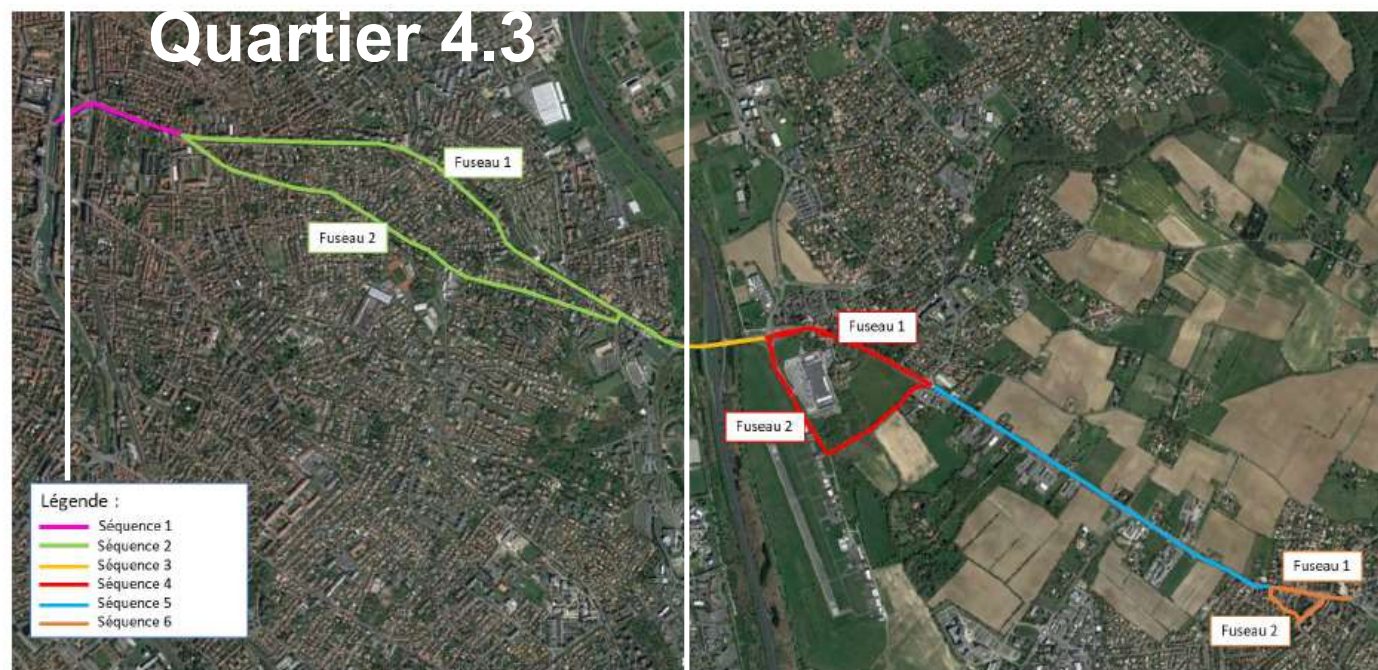 Quartier 4.3
Fuseau 1
Fuseau 2
Fuseau 1
Fuseau 2
Fuseau 1
Fuseau 2
Légende :
Séquence 1
Séquence 2
Séquence 3
Séquence 4
Séquence 5
Séquence 6